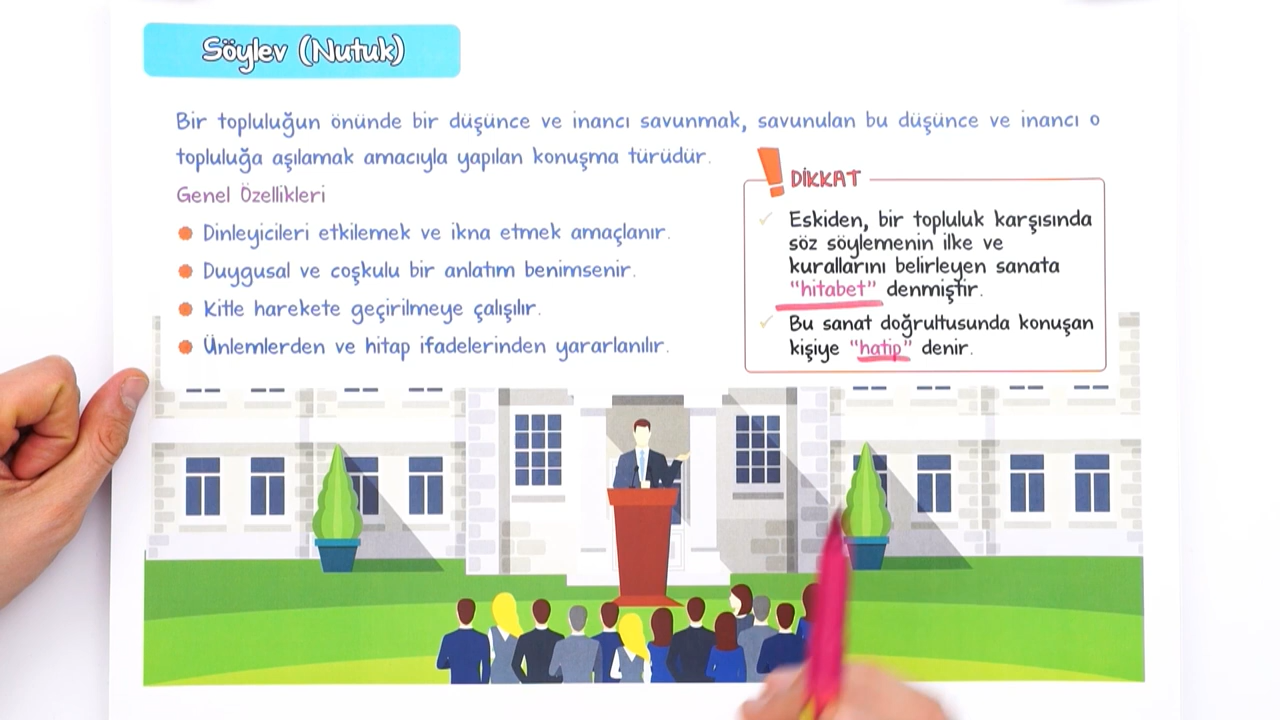 Söylev (Nutuk)
Bir topluluğun önünde bir düşünce ve inancı savunmak, savunulan bu düşünce ve inancı o
topluluğa aşılamak amacıyla yapılan konuşma türüdür.
Genel Özellikleri
Dinleyicileri etkilemek ve ikna etmek amaçlanır.
Duygusal ve coşkulu bir anlatım benimsenir.
Kitle harekete geçirilmeye çalışılır.
Ünlemlerden ve hitap ifadelerinden yararlanılır.
DİKKAT
Eskiden, bir topluluk karşısında
söz söylemenin ilke ve
kurallarını belirleyen sanata
"hitabet" denmiştir.
Bu sanat doğrultusunda konuşan
kişiye "hatip" denir.